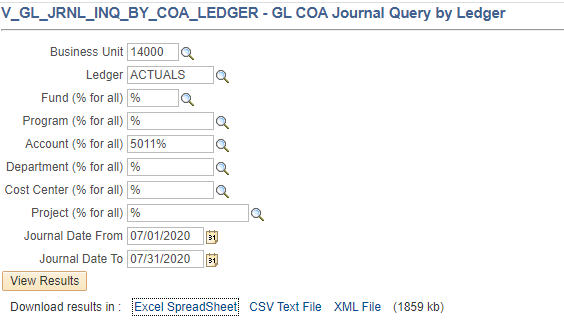 V_GL_JRNL_INQ_BY_COA_LEDGER - GL COA Journal Query by Ledger
Business Unit 14000
Ledger ACTUALS
Fund (% for all) %
Program (% for all) %
Account (% for all) 5011%
Department (% for all) %
Cost Center (% for all) %
Project (% for all) %
Journal Date From 07/01/2020 31
Journal Date To 07/31/2020 31
View Results
Download results in : Excel SpreadSheet CSV Text File XML File (1859 kb)